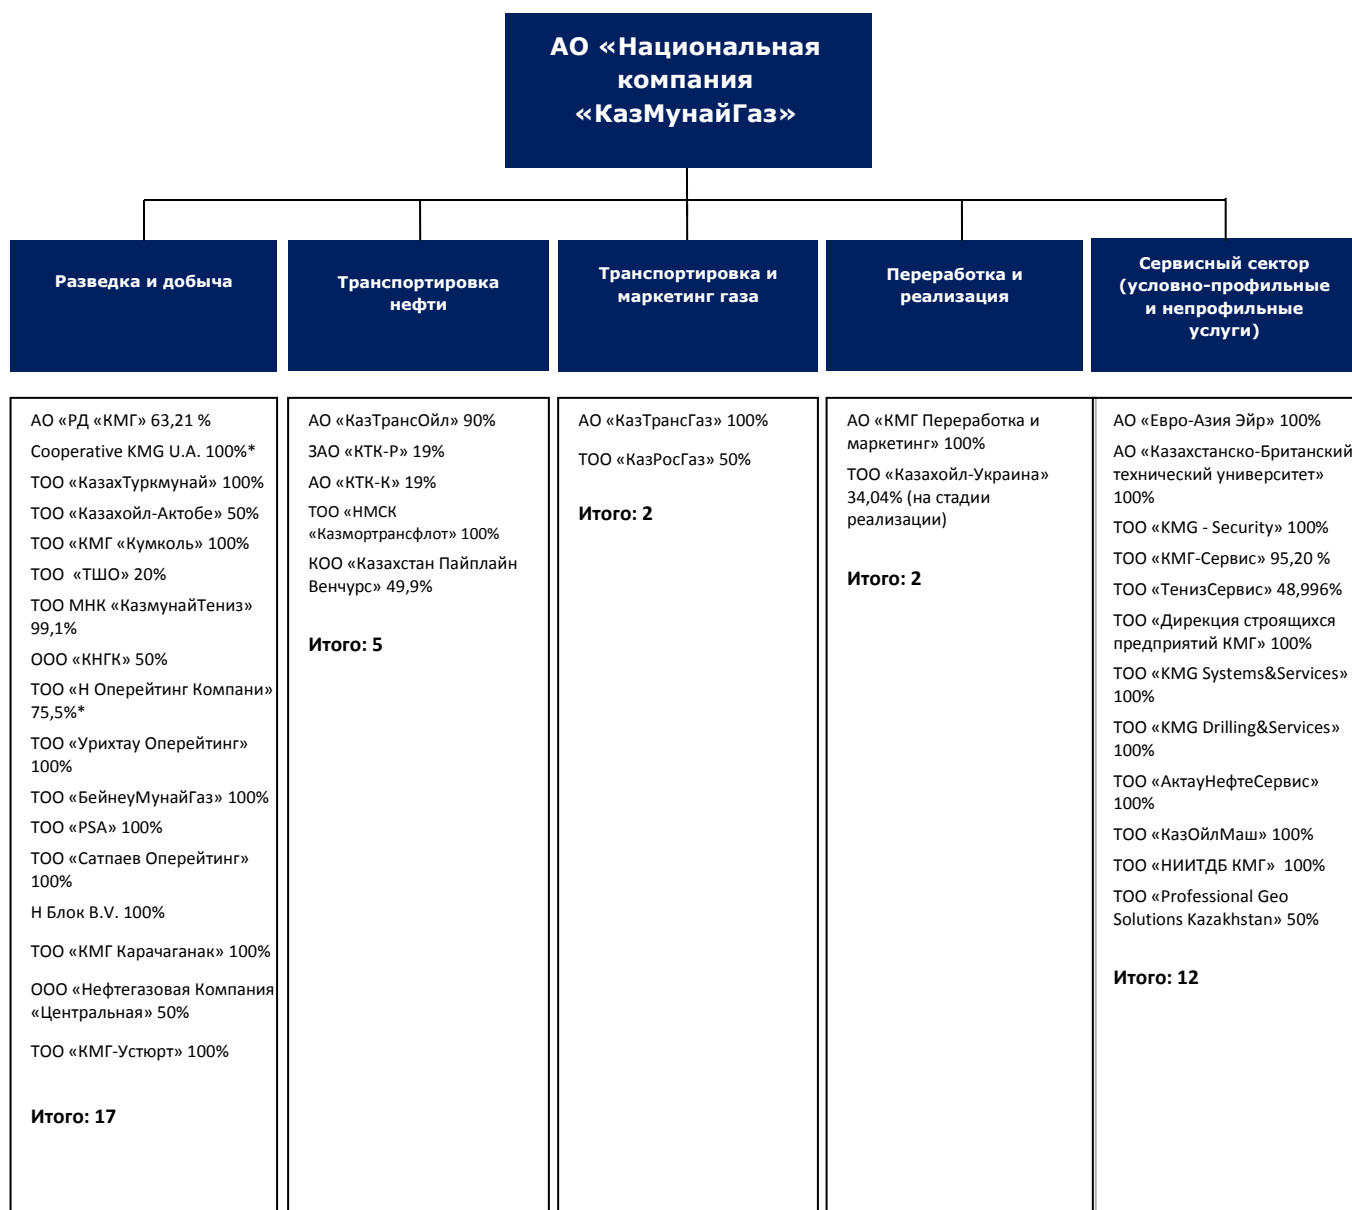 АО «Национальная
компания
«КазМунайГаз»
Разведка и добыча
Транспортировка
нефти
Транспортировка и
маркетинг газа
Переработка и
реализация
Сервисный сектор
(условно-профильные
и непрофильные
услуги)
АО «РД «КМГ» 63,21 %
Cooperative KMG U.A. 100%*
ТОО «КазахТуркмунай» 100%
ТОО «Казахойл-Актобе» 50%
ТОО «КМГ «Кумколь» 100%
ТОО «ТШО» 20%
ТОО МНК «КазмунайТениз»
99,1%
ООО «КНГК» 50%
ТОО «Н Оперейтинг Компани»
75,5%*
ТОО «Урихтау Оперейтинг»
100%
ТОО «БейнеуМунайГаз» 100%
ТОО «PSA» 100%
ТОО «Сатпаев Оперейтинг»
100%
Н Блок B.V. 100%
ТОО «КМГ Карачаганак» 100%
ООО «Нефтегазовая Компания
«Центральная» 50%
ТОО «КМГ-Устюрт» 100%
Итого: 17
АО «КазТрансОйл» 90%
ЗАО «КТК-Р» 19%
АО «КТК-К» 19%
ТОО «НМСК
«Казмортрансфлот» 100%
КОО «Казахстан Пайплайн
Венчурс» 49,9%
Итого: 5
АО «КазТрансГаз» 100%
ТОО «КазРосГаз» 50%
Итого: 2
АО «КМГ Переработка и
маркетинг» 100%
ТОО «Казахойл-Украина»
34,04% (на стадии
реализации)
Итого: 2
АО «Евро-Азия Эйр» 100%
АО «Казахстанско-Британский
технический университет»
100%
ТОО «KMG - Security» 100%
ТОО «КМГ-Сервис» 95,20 %
ТОО «ТенизСервис» 48,996%
ТОО «Дирекция строящихся
предприятий КМГ» 100%
ТОО «KMG Systems&Services»
100%
ТОО «KMG Drilling&Services»
100%
ТОО «АктауНефтеСервис»
100%
ТОО «КазОйлМаш» 100%
ТОО «НИИТДБ КМГ» 100%
ТОО «Professional Geo
Solutions Kazakhstan» 50%
Итого: 12